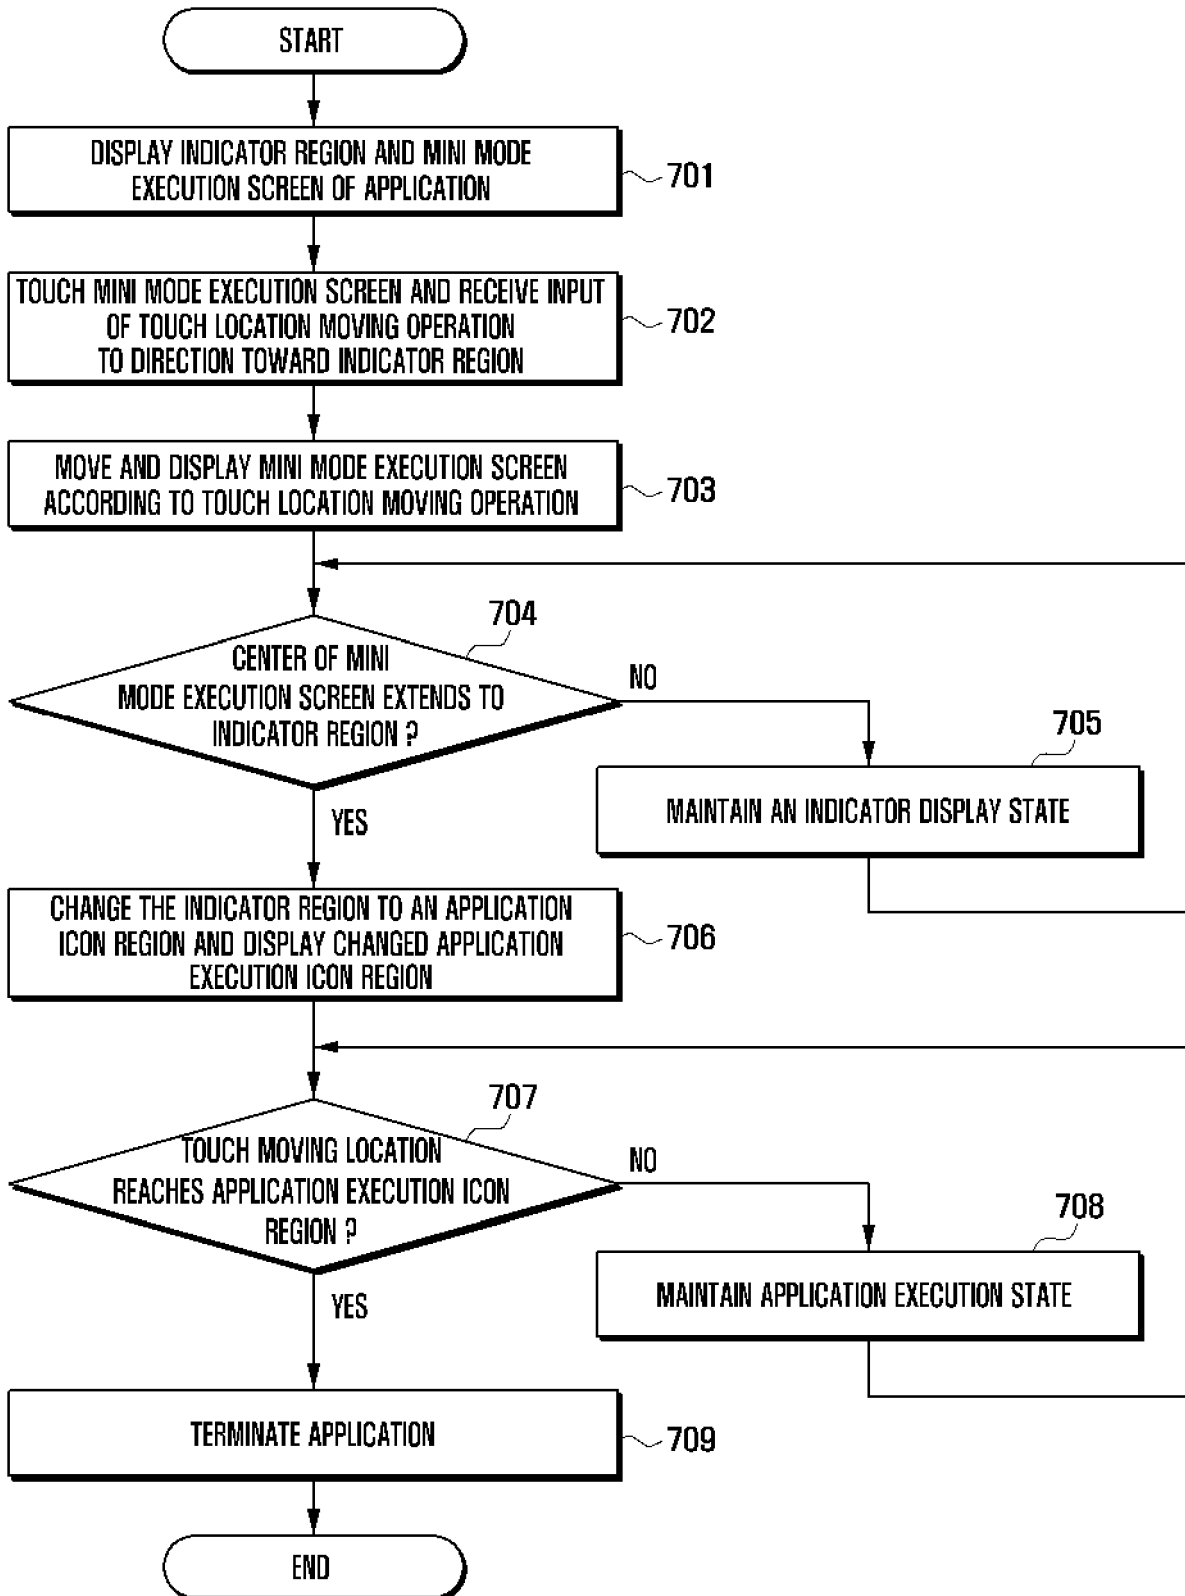 START
DISPLAY INDICATOR REGION AND MINI MODE
EXECUTION SCREEN OF APPLICATION
701
TOUCH MINI MODE EXECUTION SCREEN AND RECEIVE INPUT
OF TOUCH LOCATION MOVING OPERATION
TO DIRECTION TOWARD INDICATOR REGION
702
MOVE AND DISPLAY MINI MODE EXECUTION SCREEN
ACCORDING TO TOUCH LOCATION MOVING OPERATION
703
704
CENTER OF MINI
MODE EXECUTION SCREEN EXTENDS TO
INDICATOR REGION ?
NO
705
MAINTAIN AN INDICATOR DISPLAY STATE
YES
CHANGE THE INDICATOR REGION TO AN APPLICATION
ICON REGION AND DISPLAY CHANGED APPLICATION
EXECUTION ICON REGION
706
707
TOUCH MOVING LOCATION
REACHES APPLICATION EXECUTION ICON
REGION ?
NO
708
MAINTAIN APPLICATION EXECUTION STATE
YES
TERMINATE APPLICATION
709
END